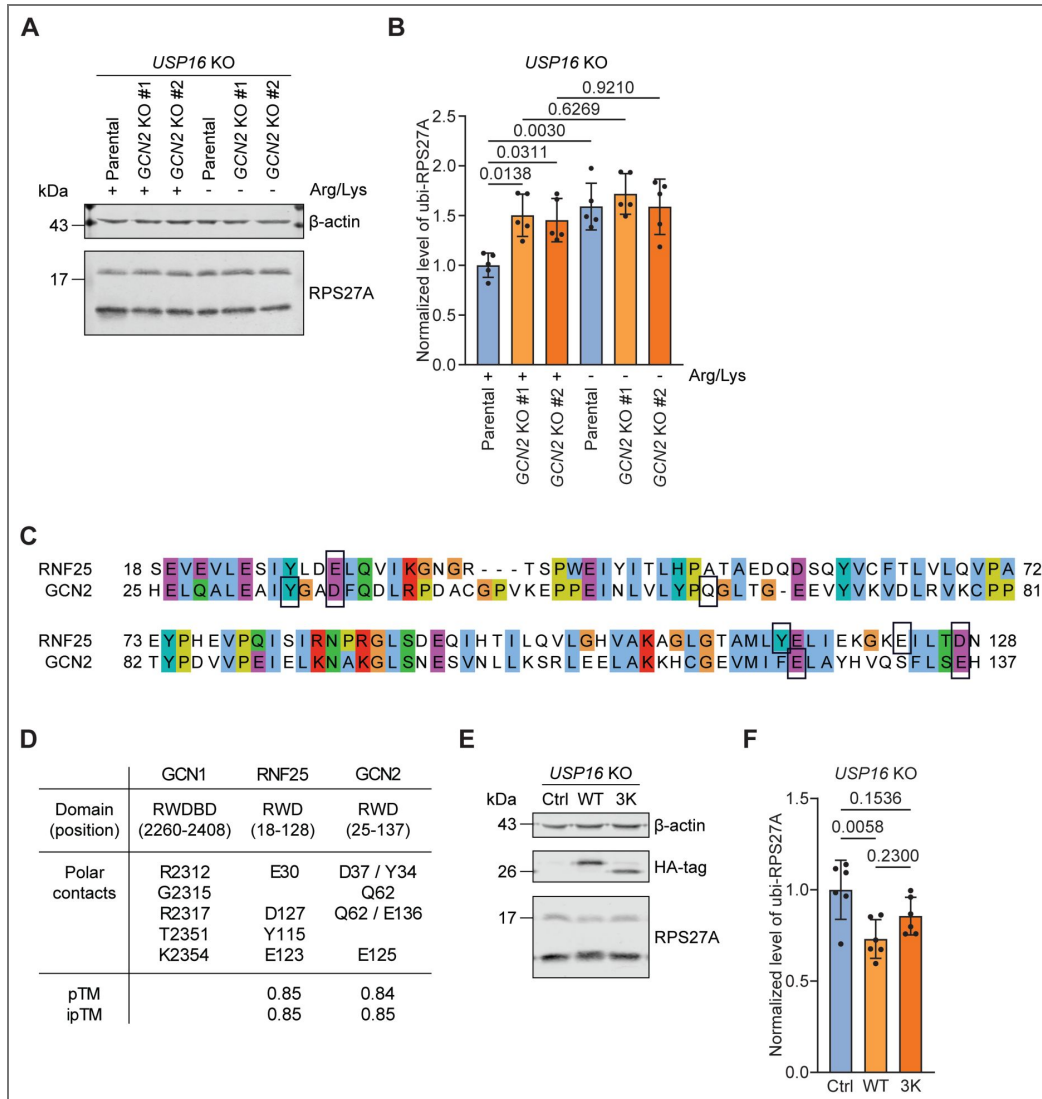 A
USP16 KO
Parental
GCN2 KO #1
GCN2 KO #2
Parental
GCN2 KO #1
GCN2 KO #2
kDa + + + - - - Arg/Lys
43 β-actin
17 RPS27A
B
USP16 KO
0.9210
0.6269
0.0030
0.0311
0.0138
Normalized level of ubi-RPS27A
2.5
2.0
1.5
1.0
0.5
0.0
+ + + - - - Arg/Lys
Parental
GCN2 KO #1
GCN2 KO #2
Parental
GCN2 KO #1
GCN2 KO #2
C
RNF25 18 SEVEVLESIYLDELQVIKGNGR---TSPWEIYITLHPATAEDQDSQYVCFTLVLQVPA 72
GCN2 25 HELQALEAIYGADFQDLRPDACGPVKEPPEINLVLYPQGLTG-EEVYVKVDLRVKCPP 81
RNF25 73 EYPHEVPQISIRNPRGLSDEQIHTILQVLGHVAKAGLGTAMLYELIEKGKEILTDN 128
GCN2 82 TYPDVVPEIELKNAKGLSNESVNLLKSRLEELAKKHCGEVMIFELAYHVQSFLSEH 137
D
GCN1 RNF25 GCN2
Domain RWDBD RWD RWD
(position) (2260-2408) (18-128) (25-137)
Polar R2312 E30 D37 / Y34
contacts G2315 Q62
R2317 D127 Q62 / E136
T2351 Y115
K2354 E123 E125
pTM 0.85 0.84
ipTM 0.85 0.85
E
USP16 KO
kDa Ctrl WT 3K
43 β-actin
26 HA-tag
17 RPS27A
F
USP16 KO
0.1536
0.0058
0.2300
Normalized level of ubi-RPS27A
1.5
1.0
0.5
0.0
Ctrl WT 3K